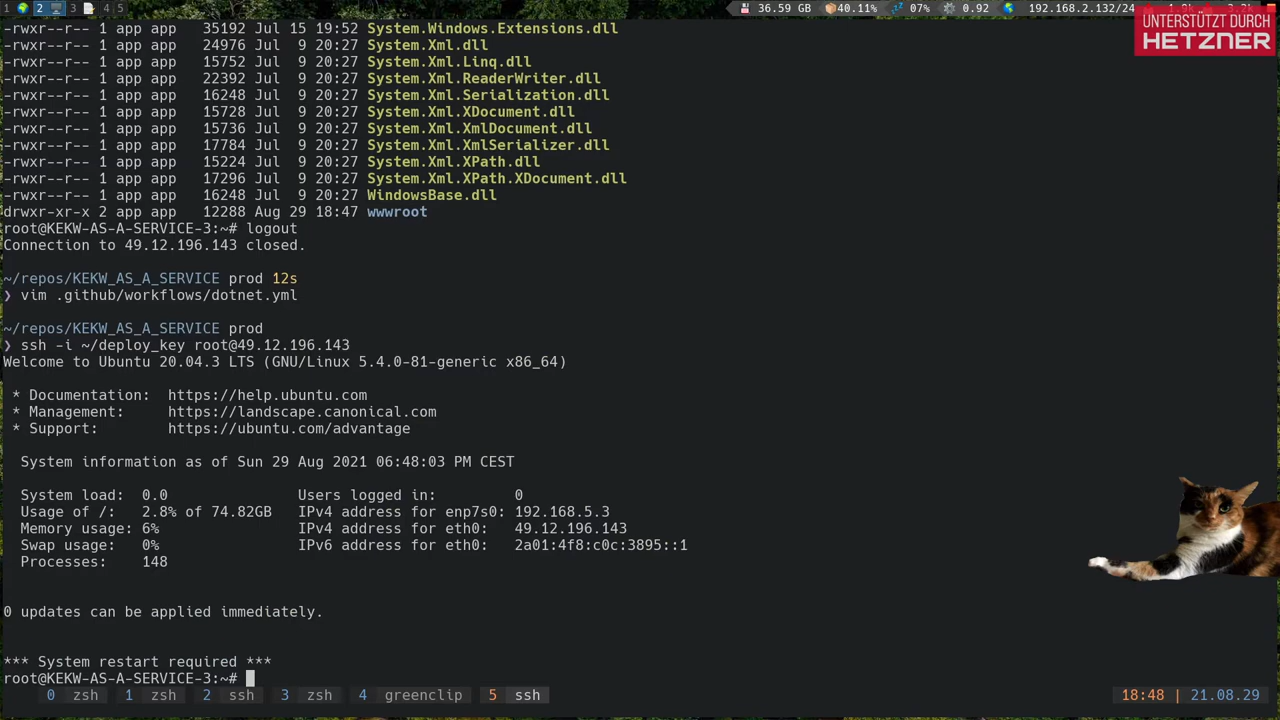 1 2 3 4 5 36.59 GB 40.11% 07% 0.92 192.168.2.132/24 1.9k 3.2k
UNTERSTÜTZT DURCH
HETZNER
-rwxr--r-- 1 app app 35192 Jul 15 19:52 System.Windows.Extensions.dll
-rwxr--r-- 1 app app 24976 Jul 9 20:27 System.Xml.dll
-rwxr--r-- 1 app app 15752 Jul 9 20:27 System.Xml.Linq.dll
-rwxr--r-- 1 app app 22392 Jul 9 20:27 System.Xml.ReaderWriter.dll
-rwxr--r-- 1 app app 16248 Jul 9 20:27 System.Xml.Serialization.dll
-rwxr--r-- 1 app app 15728 Jul 9 20:27 System.Xml.XDocument.dll
-rwxr--r-- 1 app app 15736 Jul 9 20:27 System.Xml.XmlDocument.dll
-rwxr--r-- 1 app app 17784 Jul 9 20:27 System.Xml.XmlSerializer.dll
-rwxr--r-- 1 app app 15224 Jul 9 20:27 System.Xml.XPath.dll
-rwxr--r-- 1 app app 17296 Jul 9 20:27 System.Xml.XPath.XDocument.dll
-rwxr--r-- 1 app app 16248 Jul 9 20:27 WindowsBase.dll
drwxr-xr-x 2 app app 12288 Aug 29 18:47 wwwroot
root@KEKW-AS-A-SERVICE-3:~# logout
Connection to 49.12.196.143 closed.
~/repos/KEKW_AS_A_SERVICE prod 12s
❯ vim .github/workflows/dotnet.yml
~/repos/KEKW_AS_A_SERVICE prod
❯ ssh -i ~/deploy_key root@49.12.196.143
Welcome to Ubuntu 20.04.3 LTS (GNU/Linux 5.4.0-81-generic x86_64)
* Documentation: https://help.ubuntu.com
* Management: https://landscape.canonical.com
* Support: https://ubuntu.com/advantage
System information as of Sun 29 Aug 2021 06:48:03 PM CEST
System load: 0.0 Users logged in: 0
Usage of /: 2.8% of 74.82GB IPv4 address for enp7s0: 192.168.5.3
Memory usage: 6% IPv4 address for eth0: 49.12.196.143
Swap usage: 0% IPv6 address for eth0: 2a01:4f8:c0c:3895::1
Processes: 148
0 updates can be applied immediately.
*** System restart required ***
root@KEKW-AS-A-SERVICE-3:~#
0 zsh 1 zsh 2 ssh 3 zsh 4 greenclip 5 ssh 18:48 | 21.08.29